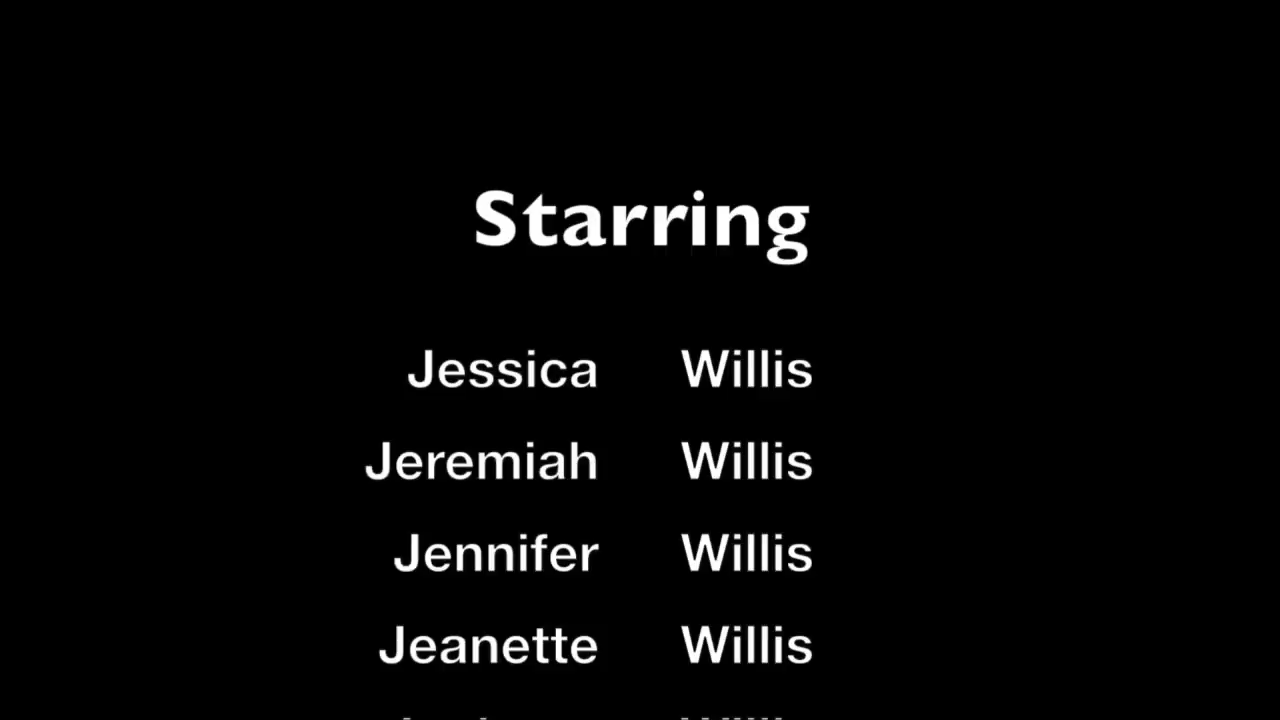 Starring
Jessica Willis
Jeremiah Willis
Jennifer Willis
Jeanette Willis